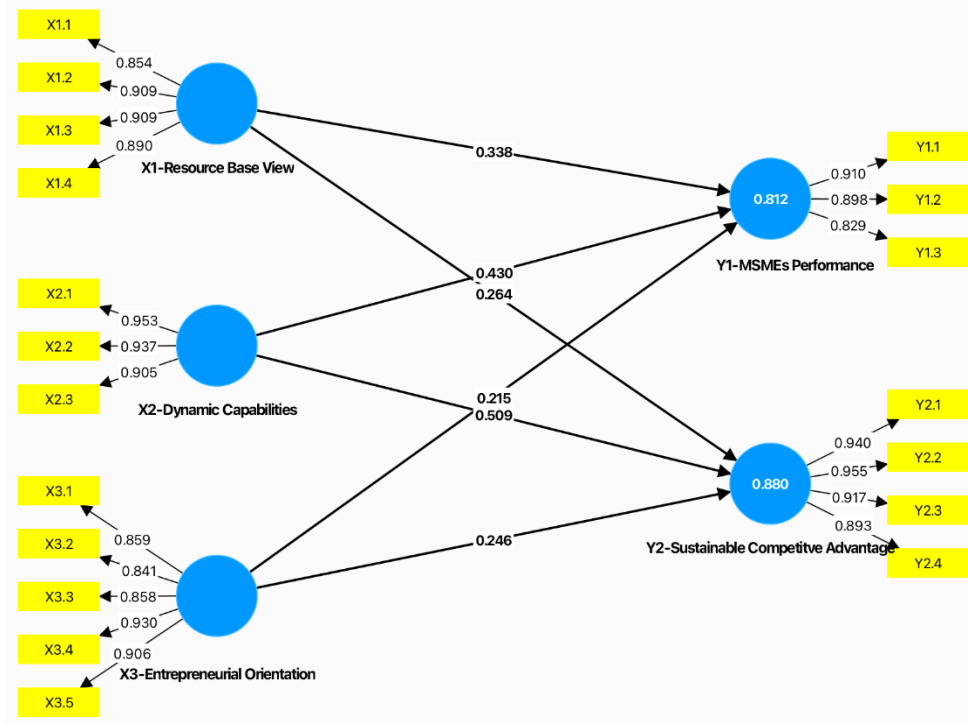 X1.1
0.854
X1.2
0.909
X1.3
0.909
0.890
X1.4
X1-Resource Base View
0.338
Y1.1
0.910
0.812
0.898
Y1.2
0.829
Y1.3
Y1-MSMEs Performance
0.430
0.264
X2.1
0.953
X2.2
0.937
0.905
X2.3
X2-Dynamic Capabilities
0.215
0.509
Y2.1
0.940
Y2.2
0.955
0.880
0.917
Y2.3
0.893
Y2-Sustainable Competitve Advantage
Y2.4
X3.1
0.859
X3.2
0.841
X3.3
0.858
0.930
X3.4
0.906
X3.5
0.246
X3-Entrepreneurial Orientation